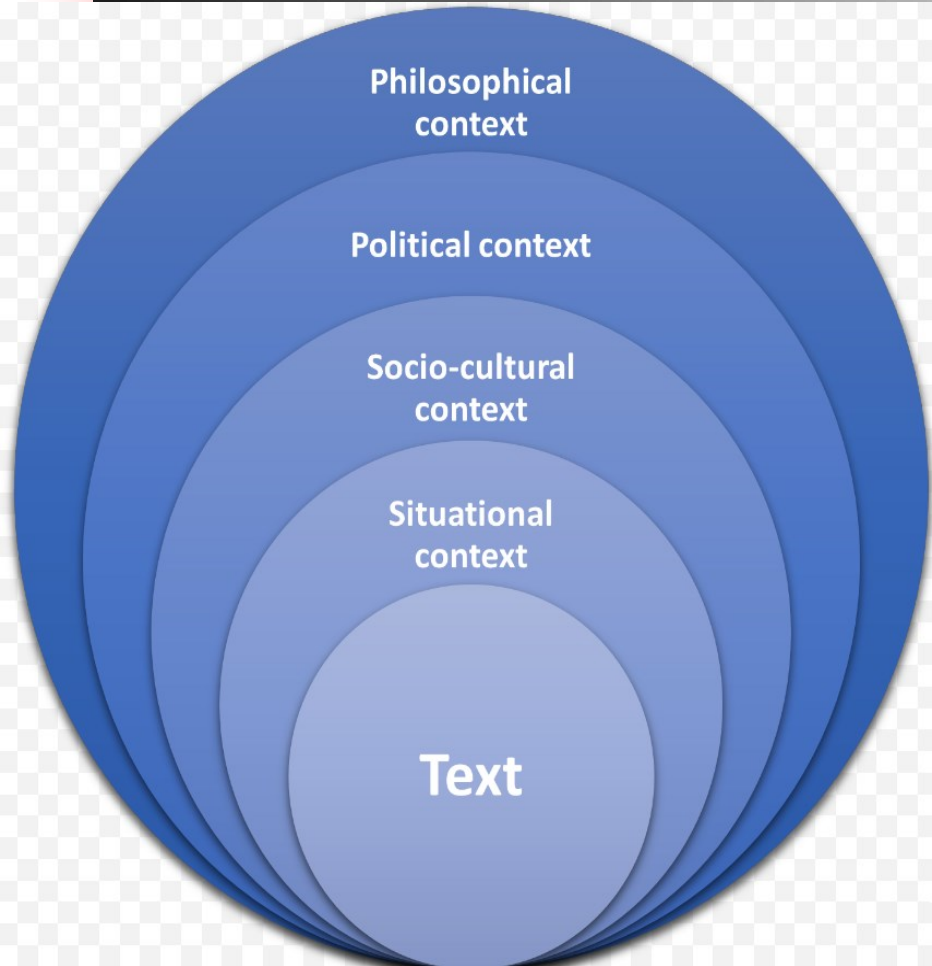 Philosophical
context
Political context
Socio-cultural
context
Situational
context
Text